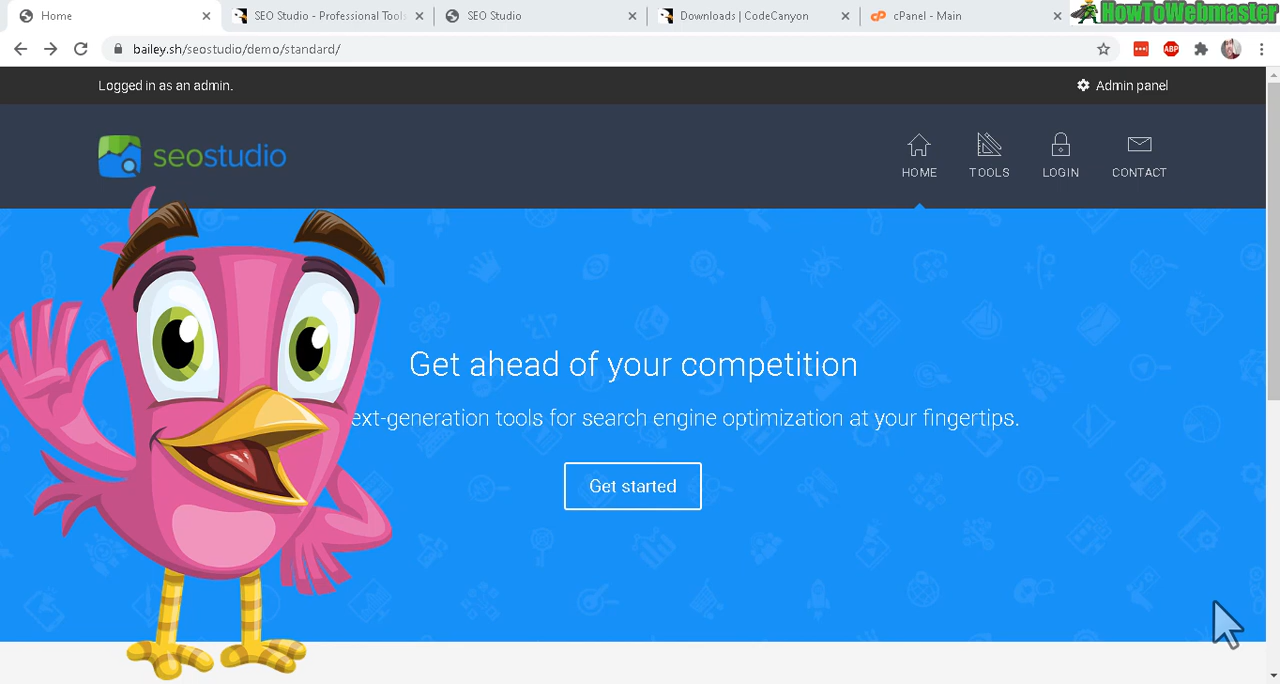 Home
SEO Studio - Professional Tools
SEO Studio
Downloads | CodeCanyon
cPanel - Main
HowToWebmaster
bailey.sh/seostudio/demo/standard/
ABP
Logged in as an admin.
Admin panel
seostudio
HOME
TOOLS
LOGIN
CONTACT
Get ahead of your competition
ext-generation tools for search engine optimization at your fingertips.
Get started